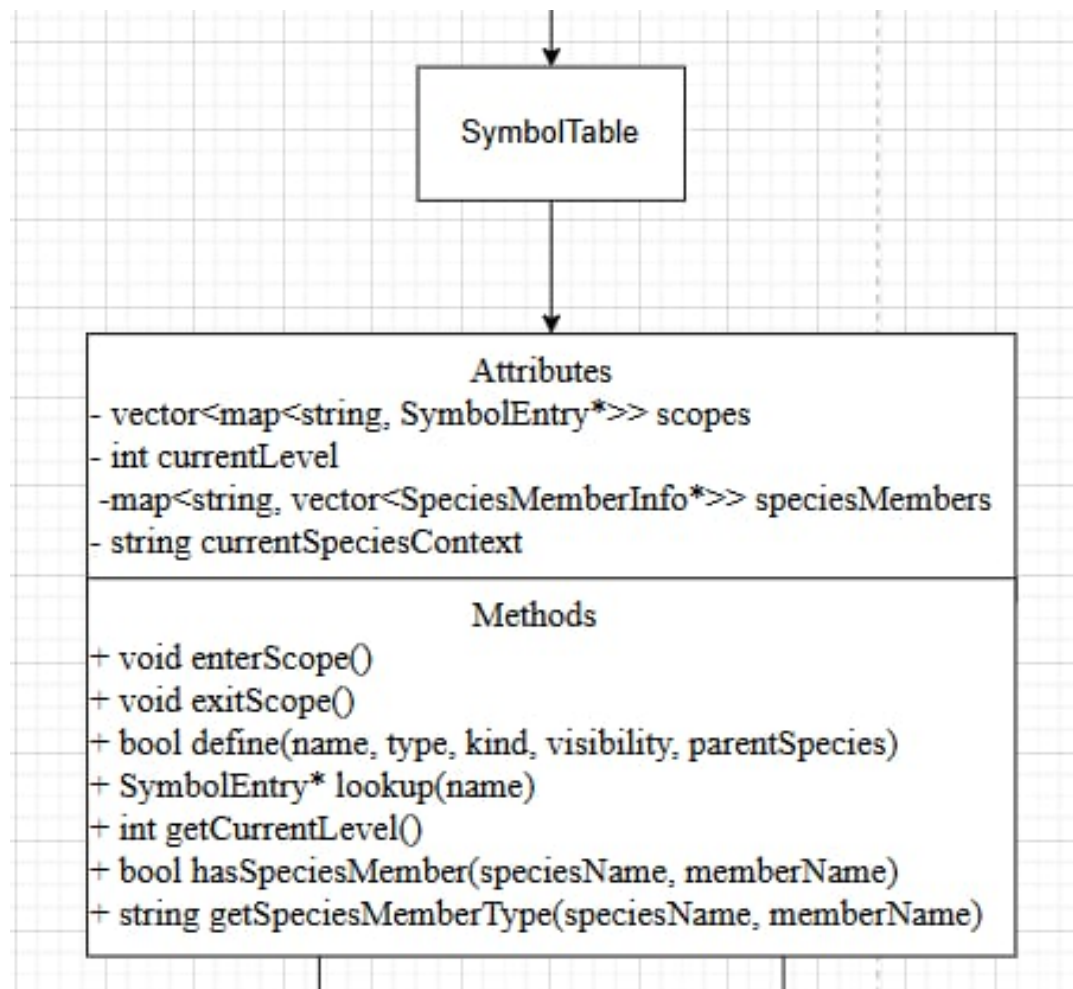 SymbolTable
Attributes
- vector<map<string, SymbolEntry*>> scopes
- int currentLevel
-map<string, vector<SpeciesMemberInfo*>> speciesMembers
- string currentSpeciesContext
Methods
+ void enterScope()
+ void exitScope()
+ bool define(name, type, kind, visibility, parentSpecies)
+ SymbolEntry* lookup(name)
+ int getCurrentLevel()
+ bool hasSpeciesMember(speciesName, memberName)
+ string getSpeciesMemberType(speciesName, memberName)